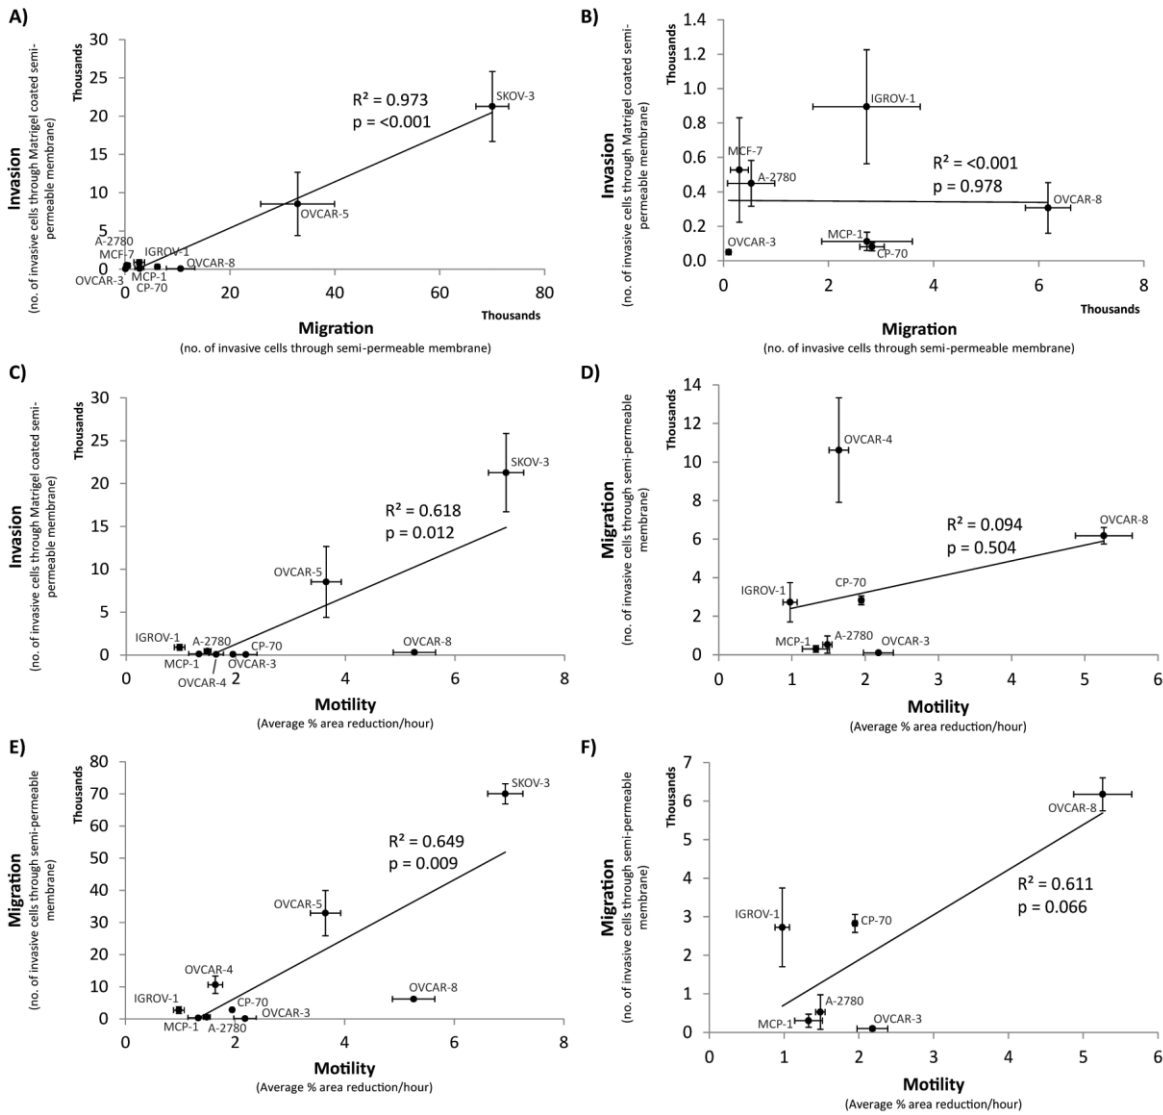 A)
Invasion
(no. of invasive cells through Matrigel coated semi-
permeable membrane)
Thousands
30
25
20
15
10
5
0
R² = 0.973
p = <0.001
SKOV-3
OVCAR-5
A-2780
MCF-7
IGROV-1
OVCAR-8
OVCAR-3
MCP-1
CP-70
0 20 40 60 80
Thousands
Migration
(no. of invasive cells through semi-permeable membrane)
B)
Invasion
(no. of invasive cells through Matrigel coated semi-
permeable membrane)
Thousands
1.4
1.2
1.0
0.8
0.6
0.4
0.2
0.0
IGROV-1
MCF-7
A-2780
R² = <0.001
p = 0.978
OVCAR-8
MCP-1
OVCAR-3
CP-70
0 2 4 6 8
Thousands
Migration
(no. of invasive cells through semi-permeable membrane)
C)
Invasion
(no. of invasive cells through Matrigel coated semi-
permeable membrane)
Thousands
30
25
20
15
10
5
0
SKOV-3
R² = 0.618
p = 0.012
OVCAR-5
IGROV-1
A-2780
CP-70
OVCAR-8
MCP-1
OVCAR-3
OVCAR-4
0 2 4 6 8
Motility
(Average % area reduction/hour)
D)
Migration
(no. of invasive cells through semi-permeable
membrane)
Thousands
14
12
10
8
6
4
2
0
OVCAR-4
R² = 0.094
p = 0.504
OVCAR-8
IGROV-1
CP-70
MCP-1
A-2780
OVCAR-3
0 1 2 3 4 5 6
Motility
(Average % area reduction/hour)
E)
Migration
(no. of invasive cells through semi-permeable
membrane)
Thousands
80
70
60
50
40
30
20
10
0
SKOV-3
R² = 0.649
p = 0.009
OVCAR-5
OVCAR-4
IGROV-1
CP-70
OVCAR-8
MCP-1
A-2780
OVCAR-3
0 2 4 6 8
Motility
(Average % area reduction/hour)
F)
Migration
(no. of invasive cells through semi-permeable
membrane)
Thousands
7
6
5
4
3
2
1
0
OVCAR-8
R² = 0.611
p = 0.066
IGROV-1
CP-70
A-2780
MCP-1
OVCAR-3
0 1 2 3 4 5 6
Motility
(Average % area reduction/hour)